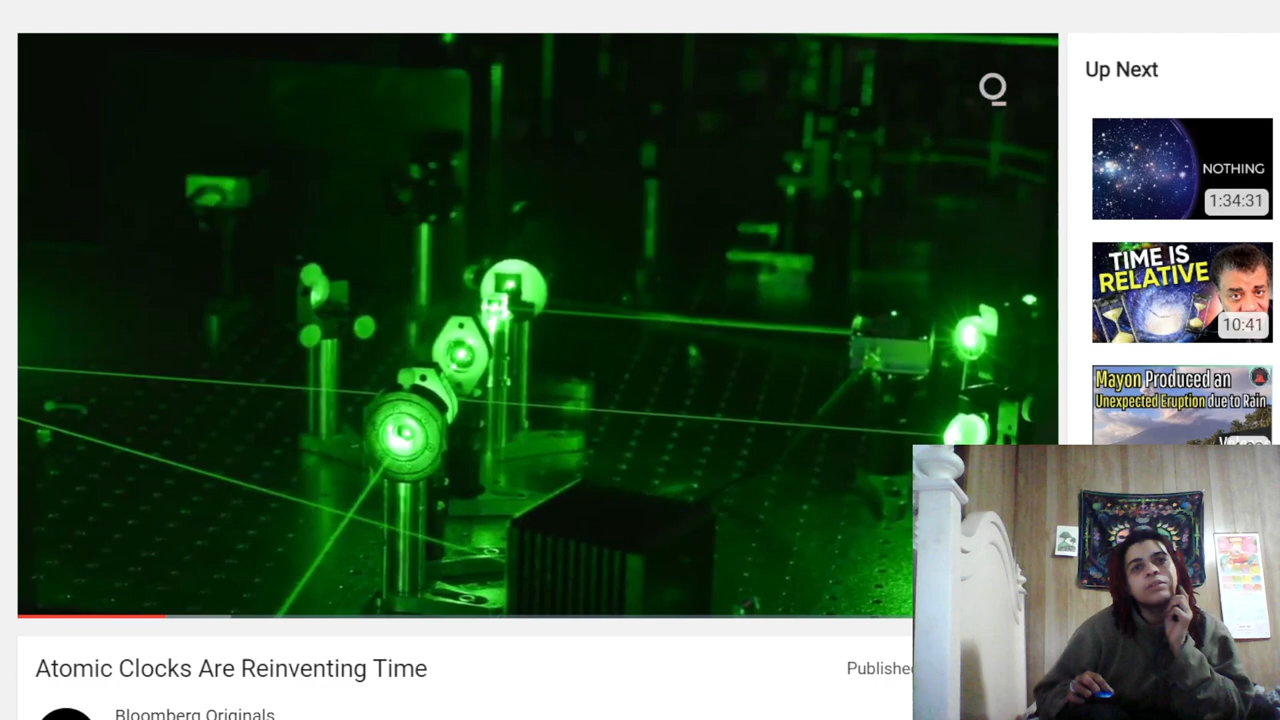 Up Next
NOTHING
1:34:31
TIME IS
RELATIVE
10:41
Mayon Produced an
Unexpected Eruption due to Rain
Atomic Clocks Are Reinventing Time
Bloomberg Originals